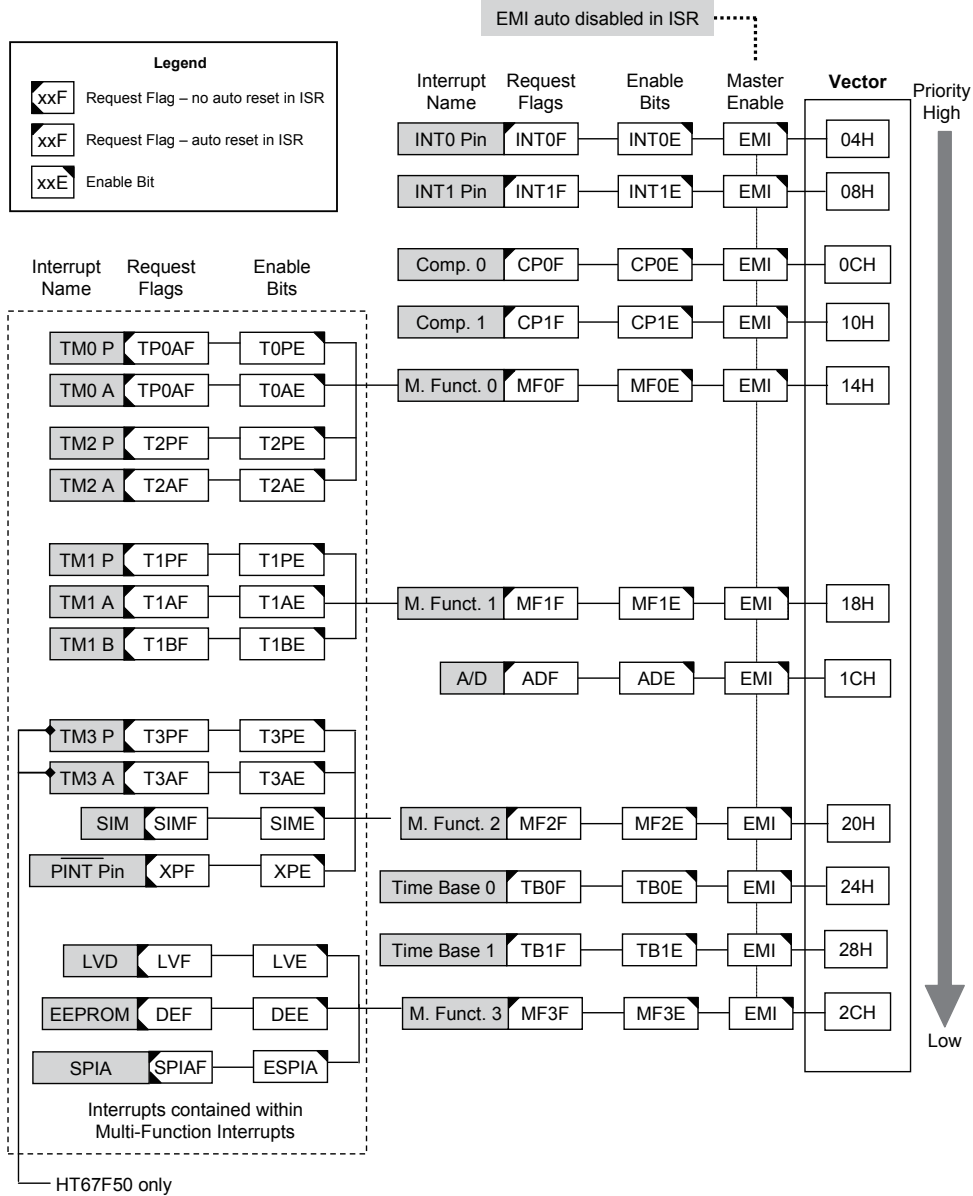 EMI auto disabled in ISR
Legend
xxF Request Flag – no auto reset in ISR
xxF Request Flag – auto reset in ISR
xxE Enable Bit
Interrupt Name Request Flags Enable Bits Master Enable Vector Priority High
INT0 Pin INT0F INT0E EMI 04H
INT1 Pin INT1F INT1E EMI 08H
Interrupt Name Request Flags Enable Bits
Comp. 0 CP0F CP0E EMI 0CH
Comp. 1 CP1F CP1E EMI 10H
TM0 P TP0AF T0PE
TM0 A TP0AF T0AE M. Funct. 0 MF0F MF0E EMI 14H
TM2 P T2PF T2PE
TM2 A T2AF T2AE
TM1 P T1PF T1PE
TM1 A T1AF T1AE M. Funct. 1 MF1F MF1E EMI 18H
TM1 B T1BF T1BE
A/D ADF ADE EMI 1CH
TM3 P T3PF T3PE
TM3 A T3AF T3AE
SIM SIMF SIME M. Funct. 2 MF2F MF2E EMI 20H
PINT Pin XPF XPE Time Base 0 TB0F TB0E EMI 24H
LVD LVF LVE Time Base 1 TB1F TB1E EMI 28H
EEPROM DEF DEE M. Funct. 3 MF3F MF3E EMI 2CH
Low
SPIA SPIAF ESPIA
Interrupts contained within
Multi-Function Interrupts
HT67F50 only